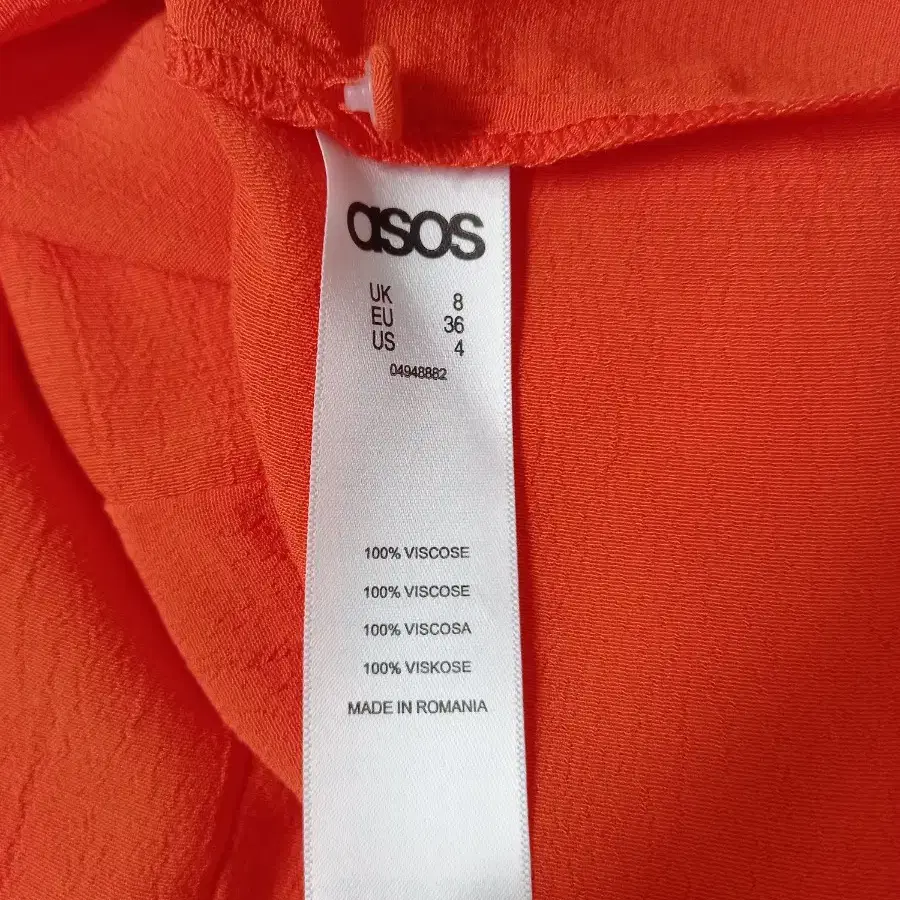 asos
UK 8
EU 36
US 4
04948882
100% VISCOSE
100% VISCOSE
100% VISCOSA
100% VISKOSE
MADE IN ROMANIA